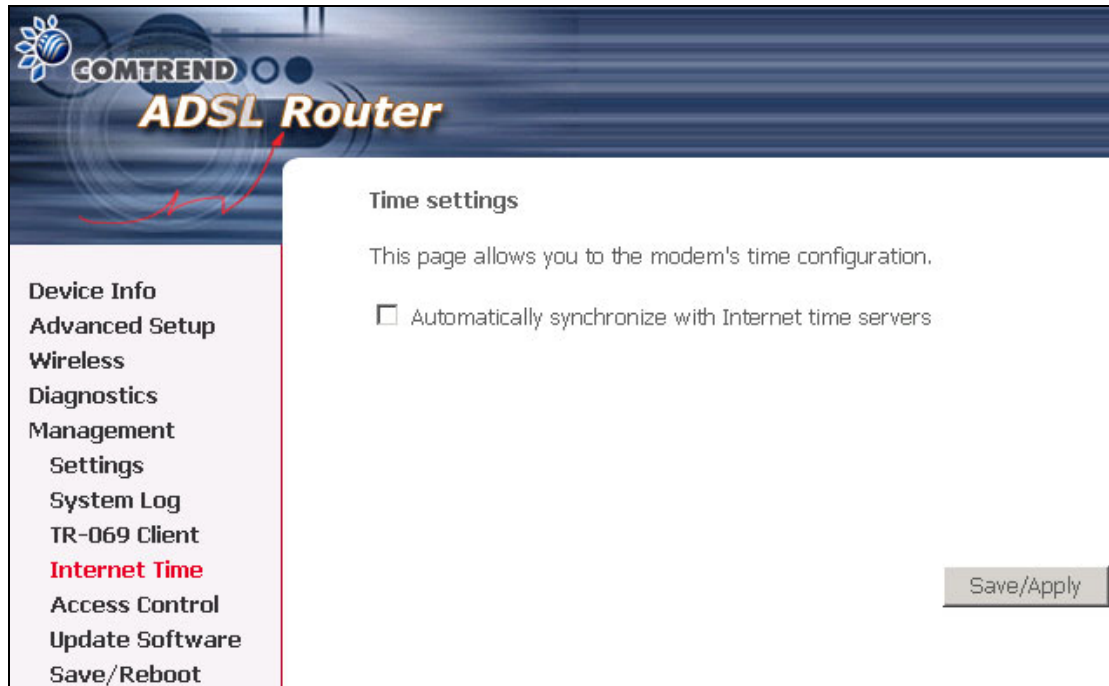 COMTREND
ADSL Router
Time settings
This page allows you to the modem's time configuration.
Automatically synchronize with Internet time servers
Device Info
Advanced Setup
Wireless
Diagnostics
Management
Settings
System Log
TR-069 Client
Internet Time
Access Control
Update Software
Save/Reboot
Save/Apply